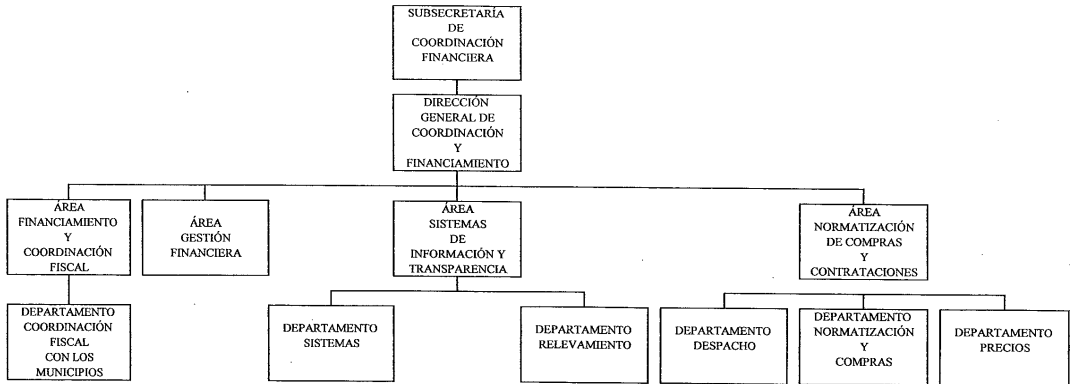 SUBSECRETARÍA
DE
COORDINACIÓN
FINANCIERA
DIRECCIÓN
GENERAL DE
COORDINACIÓN
Y
FINANCIAMIENTO
ÁREA
FINANCIAMIENTO
Y
COORDINACIÓN
FISCAL
ÁREA
GESTIÓN
FINANCIERA
ÁREA
SISTEMAS
DE
INFORMACIÓN Y
TRANSPARENCIA
ÁREA
NORMATIZACIÓN
DE COMPRAS
Y
CONTRATACIONES
DEPARTAMENTO
COORDINACIÓN
FISCAL
CON LOS
MUNICIPIOS
DEPARTAMENTO
SISTEMAS
DEPARTAMENTO
RELEVAMIENTO
DEPARTAMENTO
DESPACHO
DEPARTAMENTO
NORMATIZACIÓN
Y
COMPRAS
DEPARTAMENTO
PRECIOS